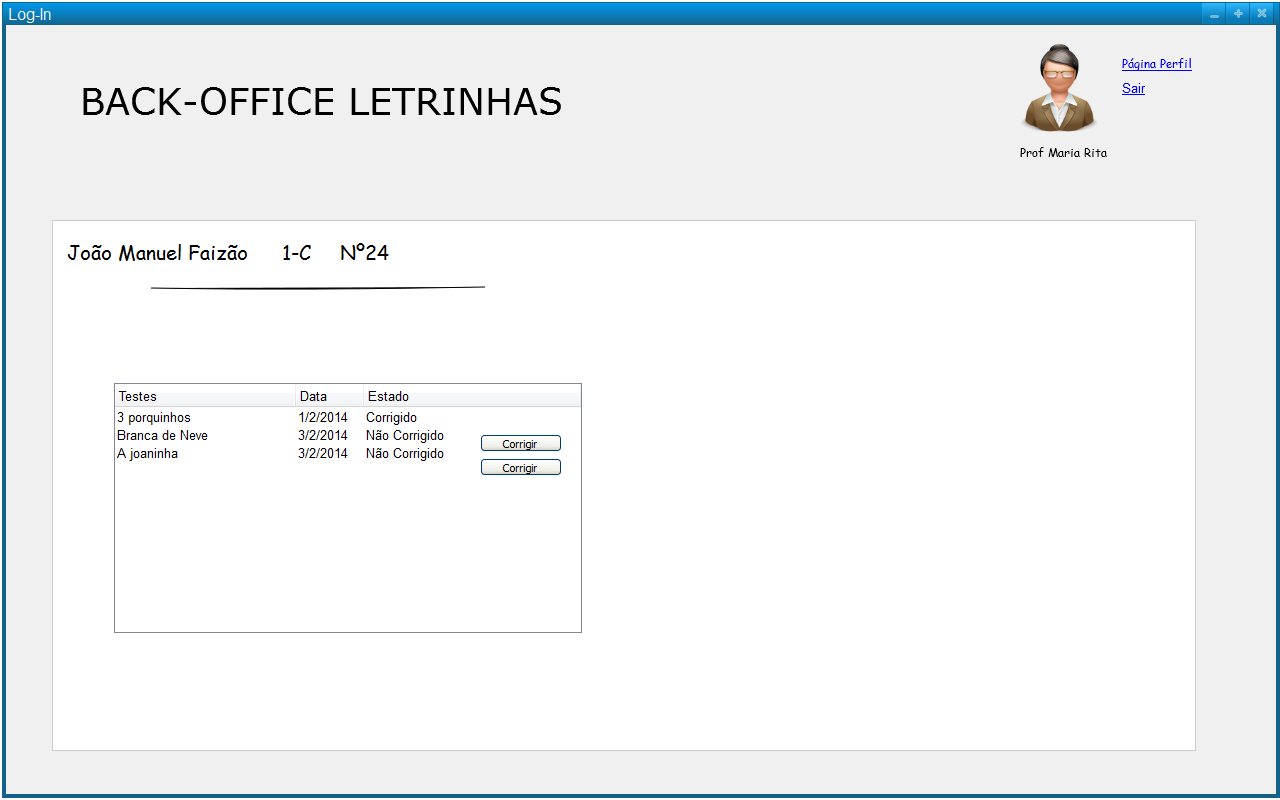 Log-In
BACK-OFFICE LETRINHAS
Página Perfil
Sair
Prof Maria Rita
João Manuel Faizão 1-C Nº24
Testes Data Estado
3 porquinhos 1/2/2014 Corrigido
Branca de Neve 3/2/2014 Não Corrigido Corrigir
A joaninha 3/2/2014 Não Corrigido Corrigir